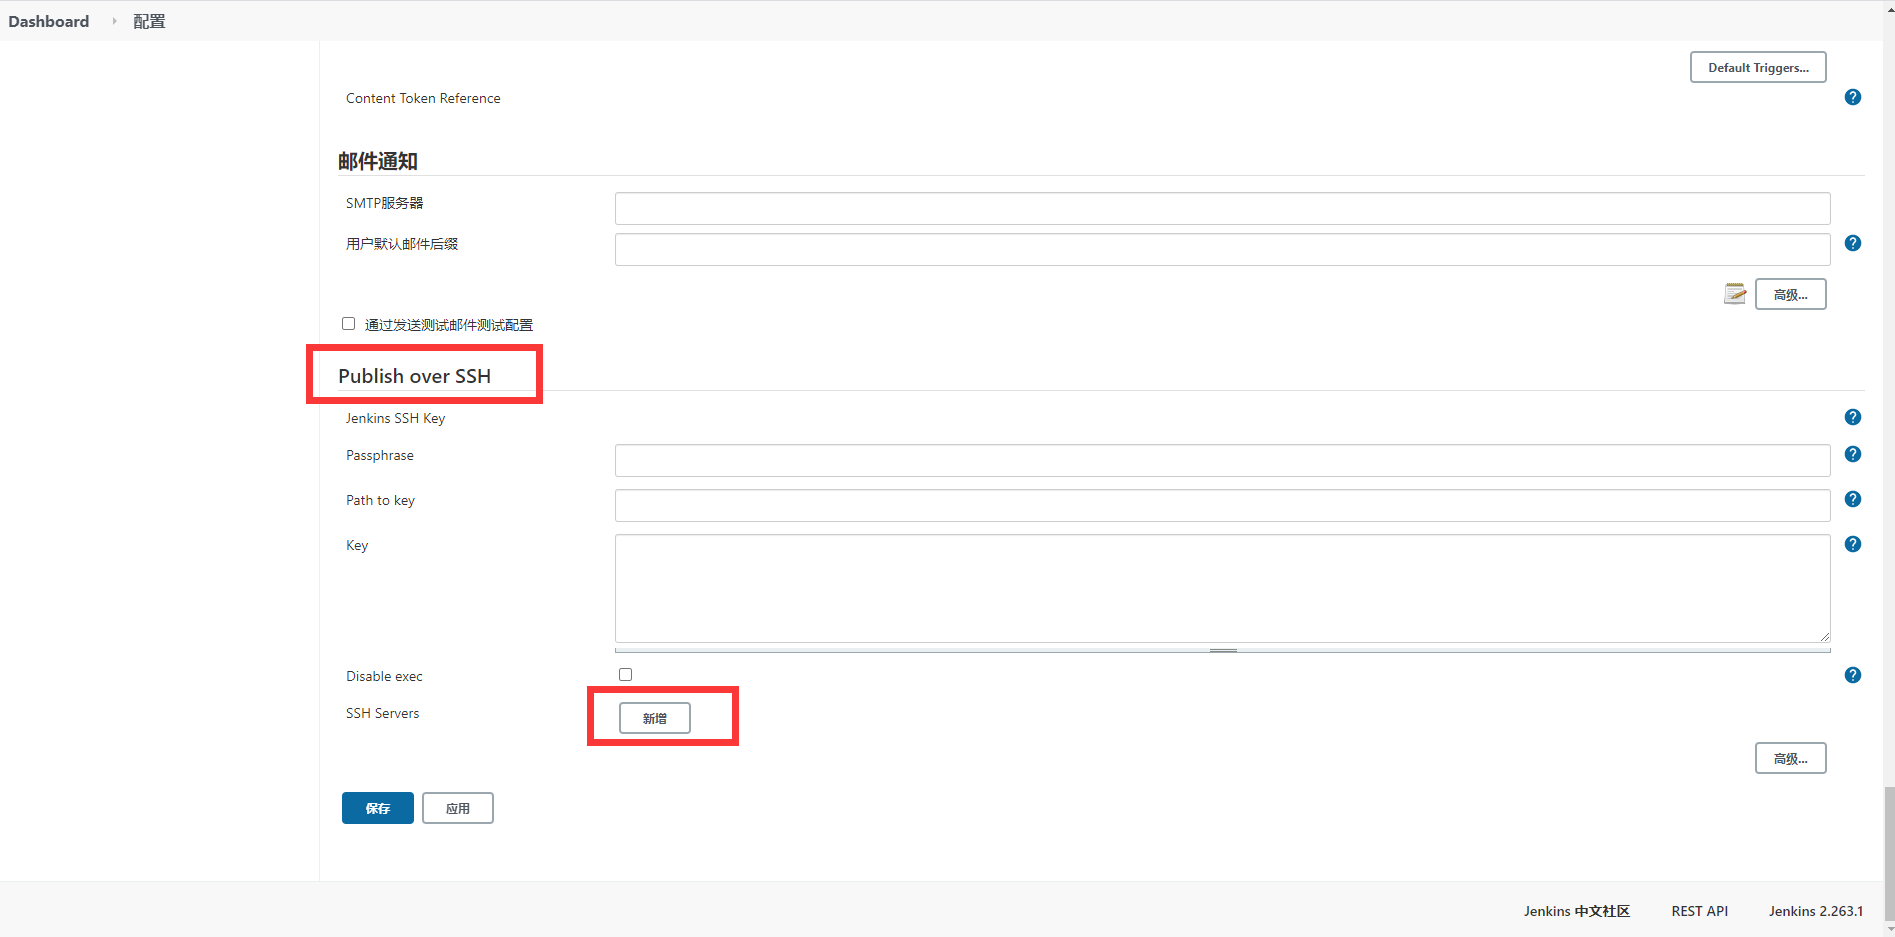 Dashboard 配置
Default Triggers...
Content Token Reference
邮件通知
SMTP服务器
用户默认邮件后缀
高级...
通过发送测试邮件测试配置
Publish over SSH
Jenkins SSH Key
Passphrase
Path to key
Key
Disable exec
SSH Servers
新增
高级...
保存 应用
Jenkins 中文社区 REST API Jenkins 2.263.1